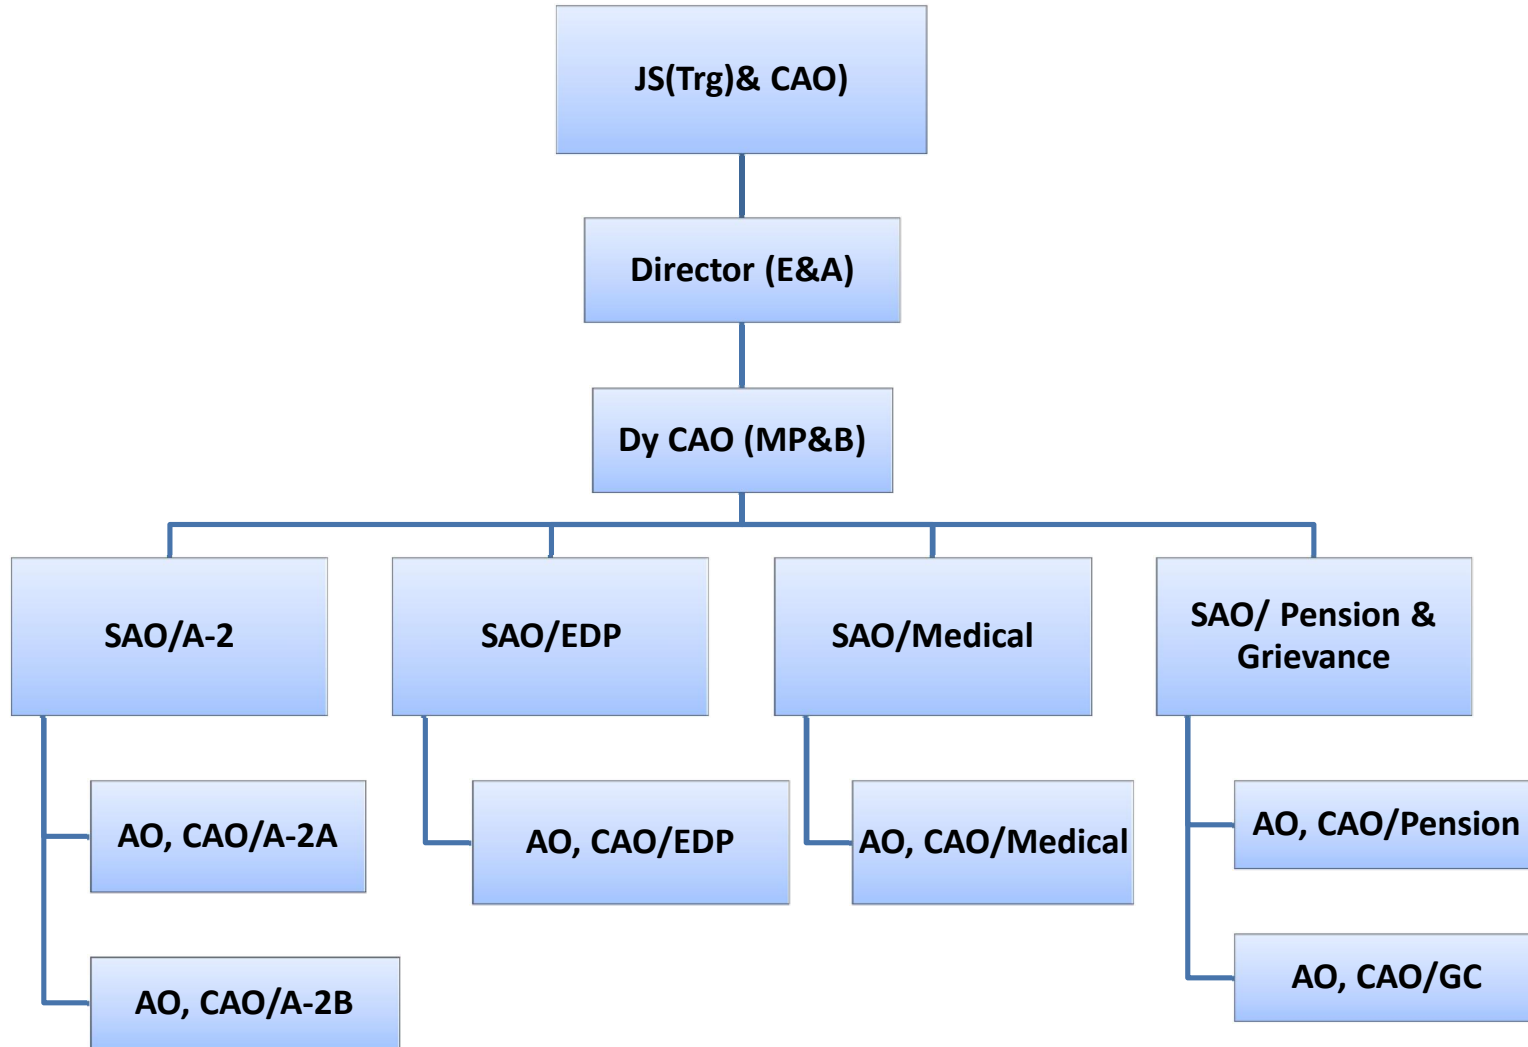 JS(Trg)& CAO)
Director (E&A)
Dy CAO (MP&B)
SAO/A-2
SAO/EDP
SAO/Medical
SAO/ Pension &
Grievance
AO, CAO/A-2A
AO, CAO/EDP
AO, CAO/Medical
AO, CAO/Pension
AO, CAO/A-2B
AO, CAO/GC